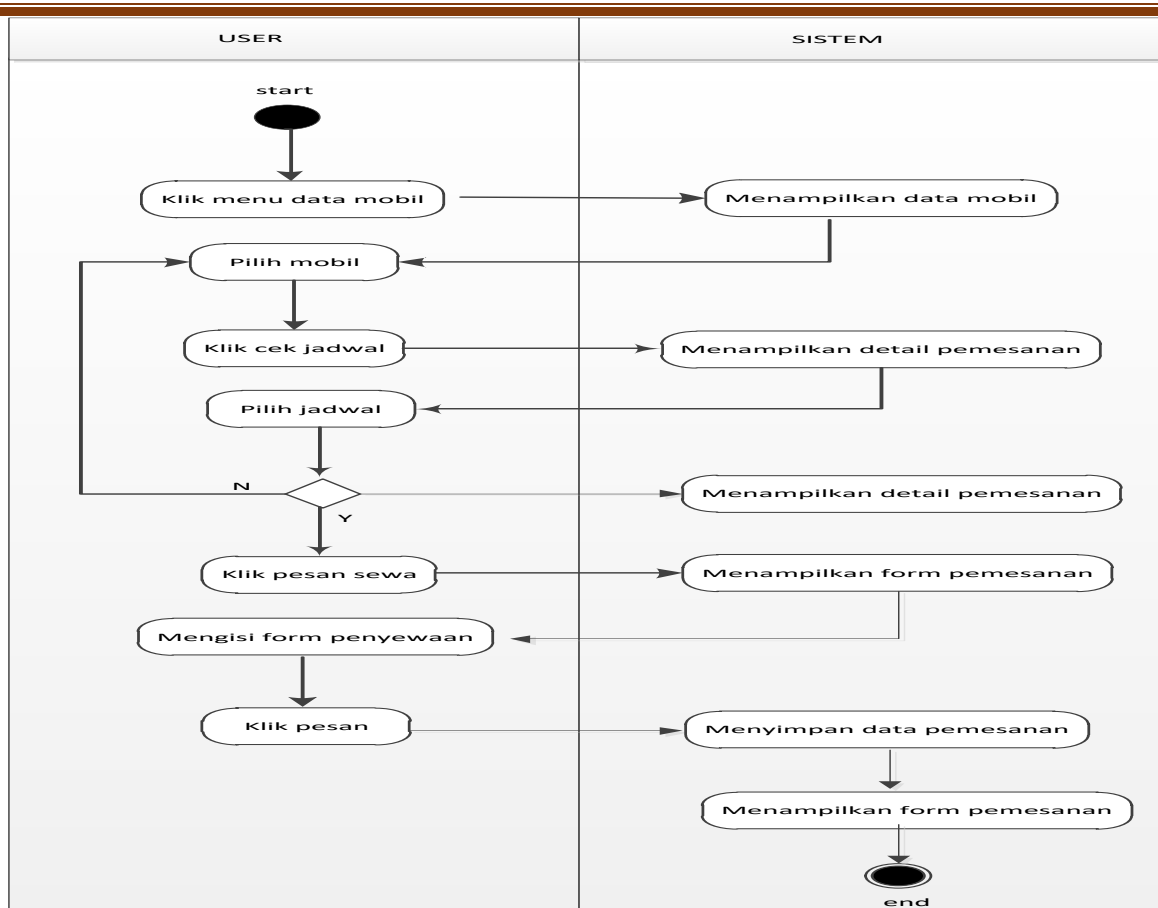 USER
SISTEM
start
Klik menu data mobil
Menampilkan data mobil
Pilih mobil
Klik cek jadwal
Menampilkan detail pemesanan
Pilih jadwal
N
Menampilkan detail pemesanan
Y
Klik pesan sewa
Menampilkan form pemesanan
Mengisi form penyewaan
Klik pesan
Menyimpan data pemesanan
Menampilkan form pemesanan
end